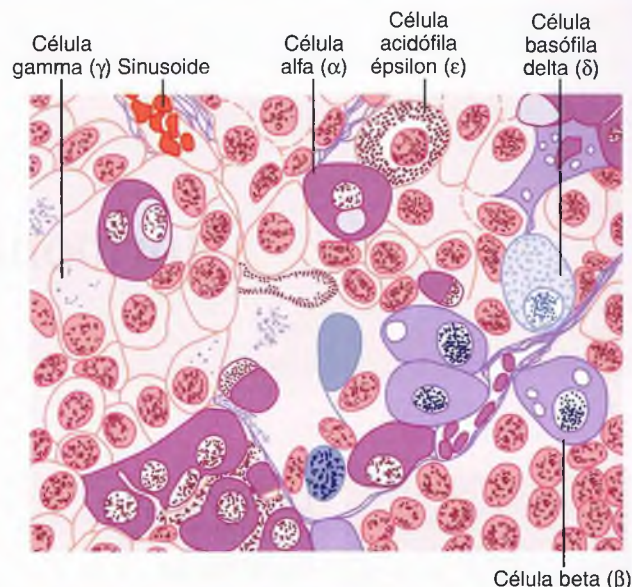 Célula
gamma (γ)
Sinusoide
Célula
alfa (α)
Célula
acidófila
épsilon (ε)
Célula
basófila
delta (δ)
Célula beta (β)